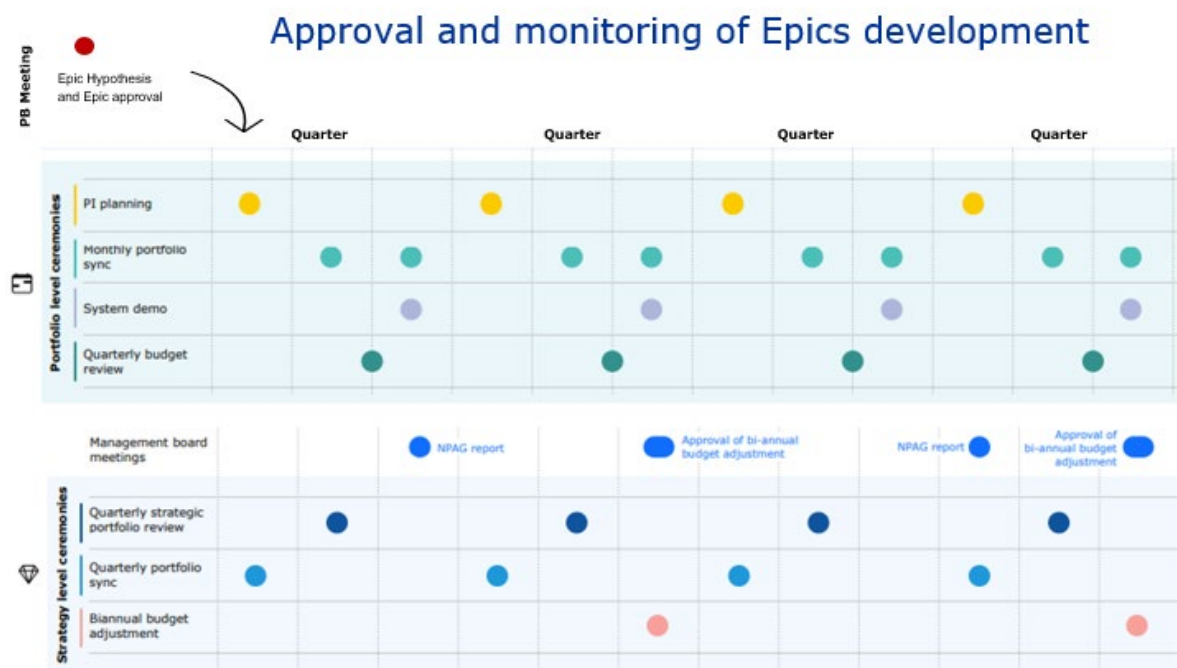 Approval and monitoring of Epics development
PB Meeting
Epic Hypothesis
and Epic approval
Quarter
Quarter
Quarter
Quarter
Portfolio level ceremonies
PI planning
Monthly portfolio
sync
System demo
Quarterly budget
review
Management board
meetings
NPAG report
Approval of bi-annual
budget adjustment
NPAG report
Approval of
bi-annual budget
adjustment
Strategy level ceremonies
Quarterly strategic
portfolio review
Quarterly portfolio
sync
Biannual budget
adjustment